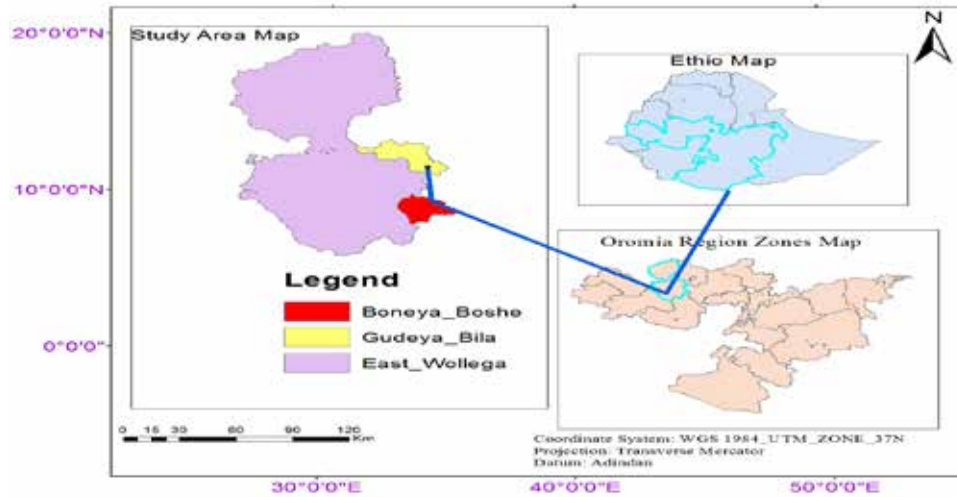 20°0'0"N
N
Study Area Map
Ethio Map
10°0'0"N
Oromia Region Zones Map
Legend
Boneya_Boshe
Gudeya_Bila
0°0'0"
East_Wollega
0 15 30 60 90 120
Km
Coordinate System: WGS 1984_UTM_ZONE_37N
Projection: Transverse Mercator
Datum: Adindan
30°0'0"E 40°0'0"E 50°0'0"E